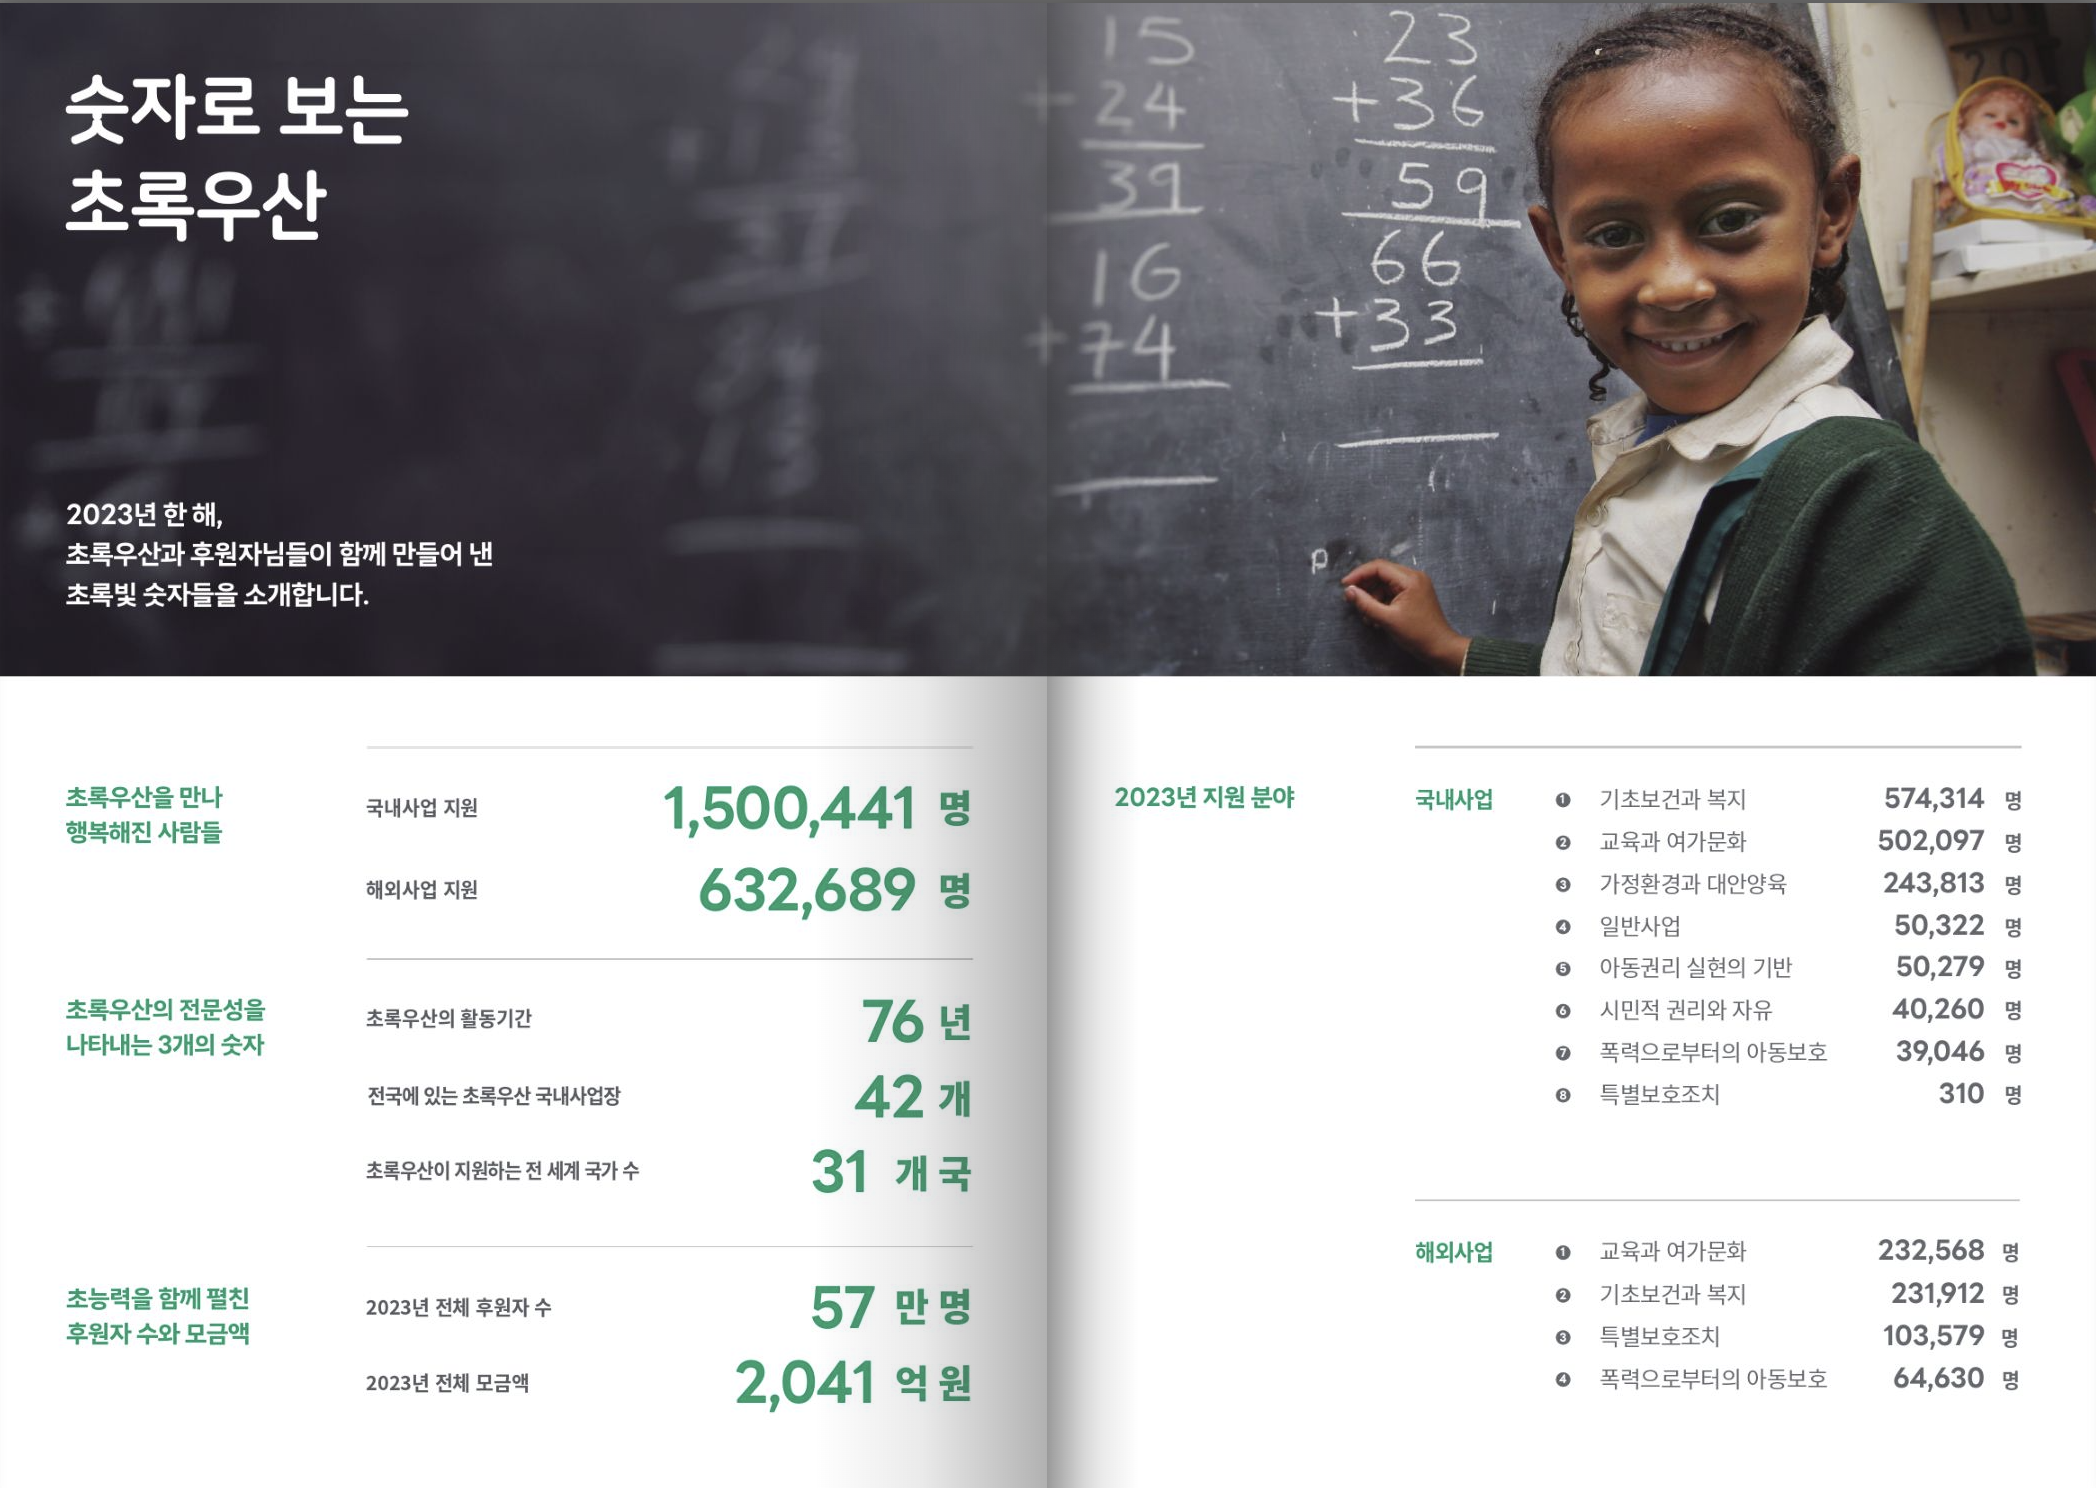 숫자로 보는
초록우산
2023년 한 해,
초록우산과 후원자님들이 함께 만들어 낸
초록빛 숫자들을 소개합니다.
15
+24
39
16
+74
23
+36
59
66
+33
초록우산을 만나
행복해진 사람들
국내사업 지원 1,500,441 명
해외사업 지원 632,689 명
초록우산의 전문성을
나타내는 3개의 숫자
초록우산의 활동기간 76 년
전국에 있는 초록우산 국내사업장 42 개
초록우산이 지원하는 전 세계 국가 수 31 개국
초능력을 함께 펼친
후원자 수와 모금액
2023년 전체 후원자 수 57 만명
2023년 전체 모금액 2,041 억원
2023년 지원 분야
국내사업 ❶ 기초보건과 복지 574,314 명
❷ 교육과 여가문화 502,097 명
❸ 가정환경과 대안양육 243,813 명
❹ 일반사업 50,322 명
❺ 아동권리 실현의 기반 50,279 명
❻ 시민적 권리와 자유 40,260 명
❼ 폭력으로부터의 아동보호 39,046 명
❽ 특별보호조치 310 명
해외사업 ❶ 교육과 여가문화 232,568 명
❷ 기초보건과 복지 231,912 명
❸ 특별보호조치 103,579 명
❹ 폭력으로부터의 아동보호 64,630 명